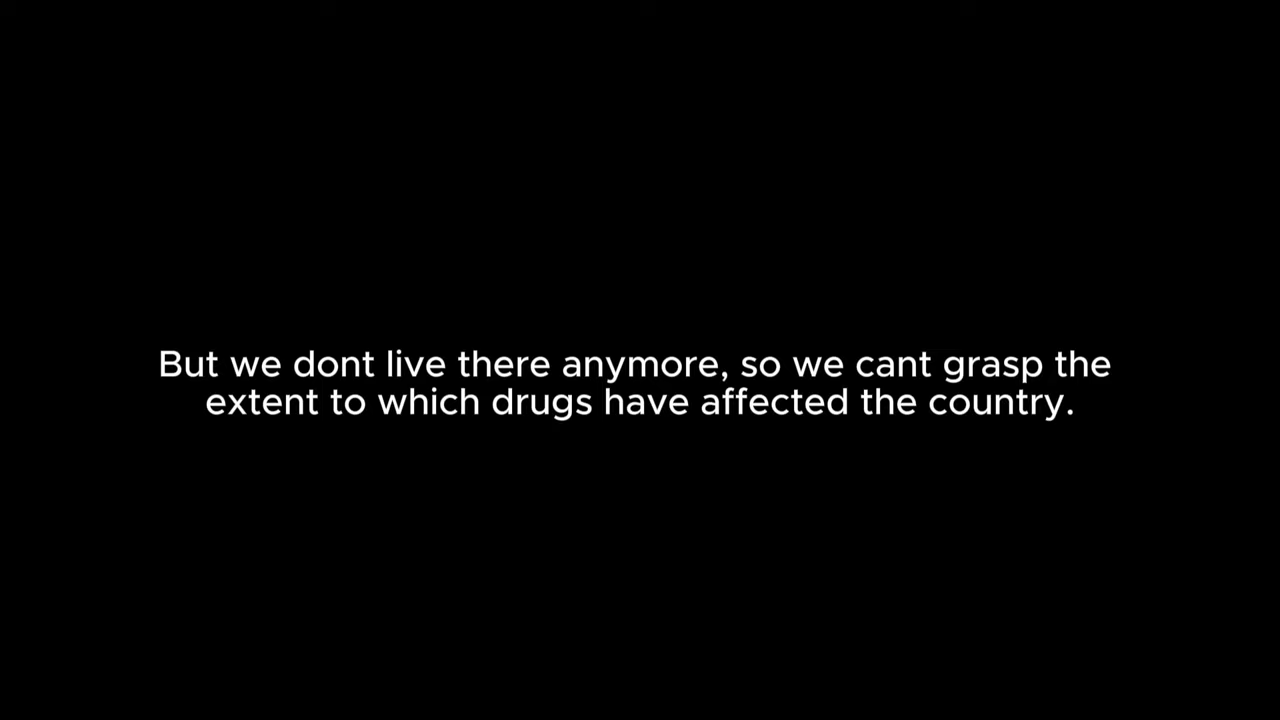 But we dont live there anymore, so we cant grasp the
extent to which drugs have affected the country.